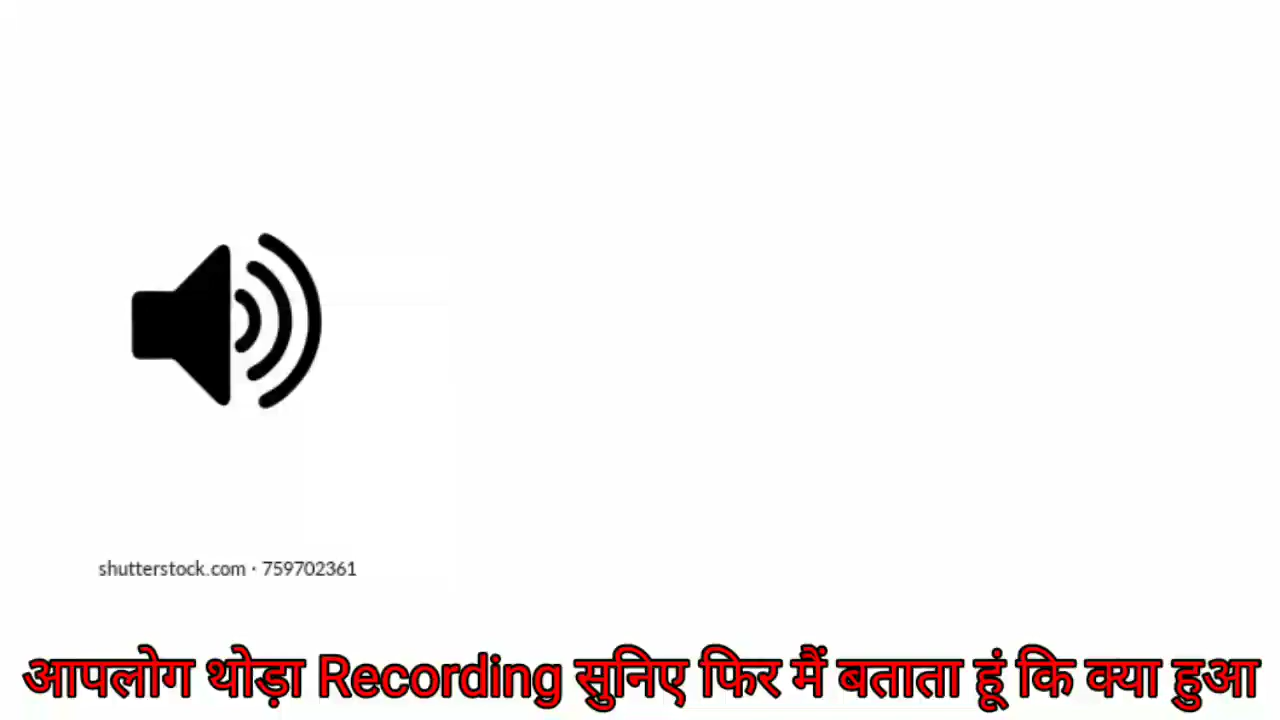 shutterstock.com · 759702361
आपलोग थोड़ा Recording सुनिए फिर मैं बताता हूं कि क्या हुआ